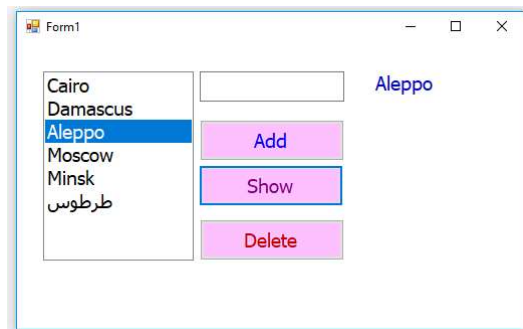 Form1
Cairo
Damascus
Aleppo
Moscow
Minsk
طرطوس
Add
Show
Delete
Aleppo